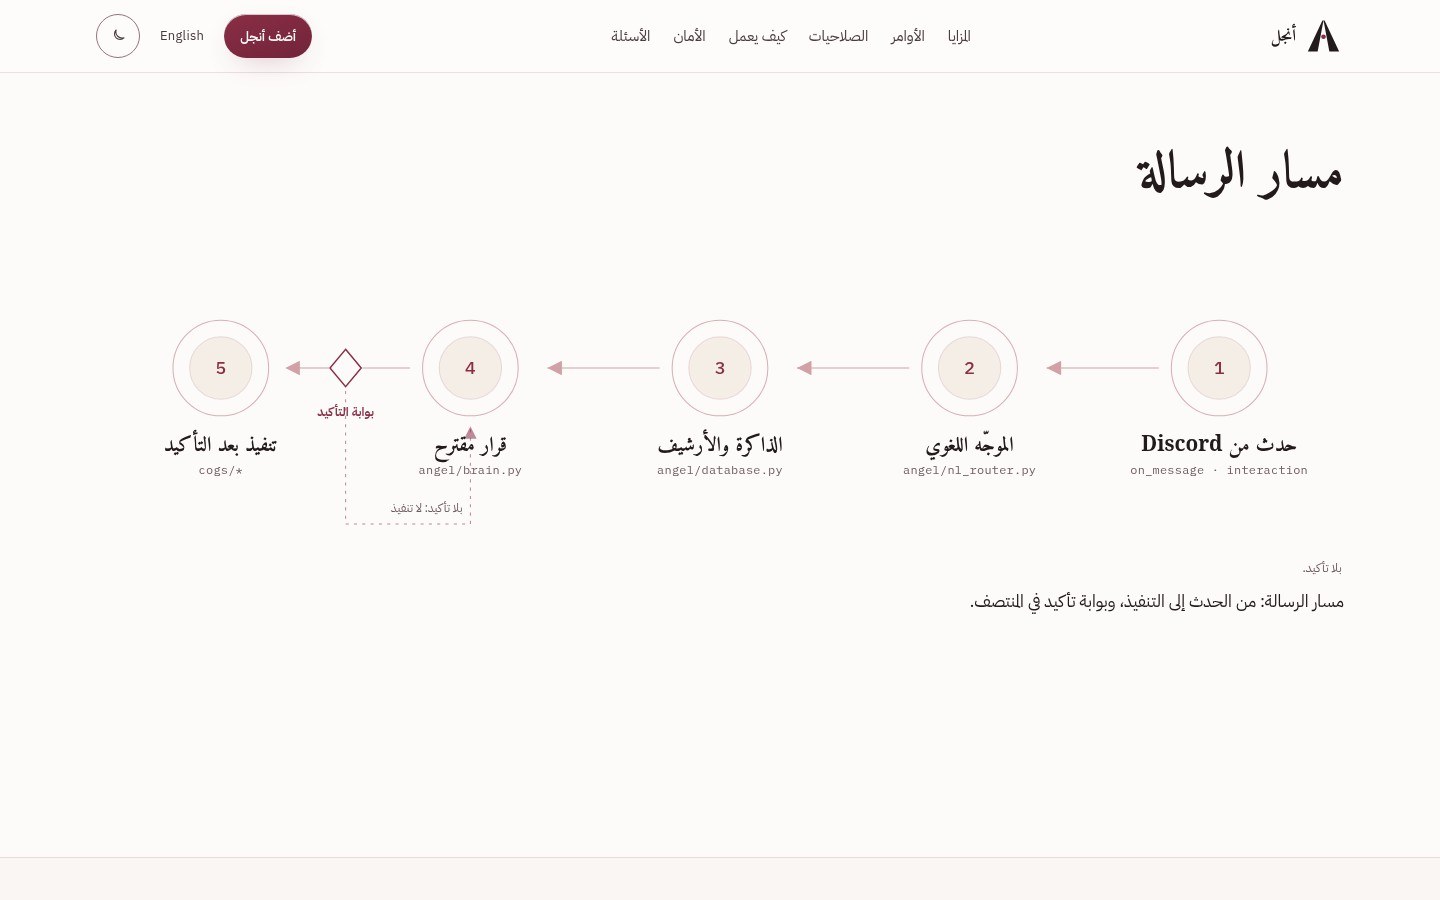 أنجل
المزايا
الأوامر
الصلاحيات
كيف يعمل
الأمان
الأسئلة
أضف أنجل
English
مسار الرسالة
1
2
3
4
5
بوابة التأكيد
حدث من Discord
on_message · interaction
الموجّه اللغوي
angel/nl_router.py
الذاكرة والأرشيف
angel/database.py
قرار مقترح
angel/brain.py
تنفيذ بعد التأكيد
cogs/*
بلا تأكيد: لا تنفيذ
بلا تأكيد.
مسار الرسالة: من الحدث إلى التنفيذ، وبوابة تأكيد في المنتصف.